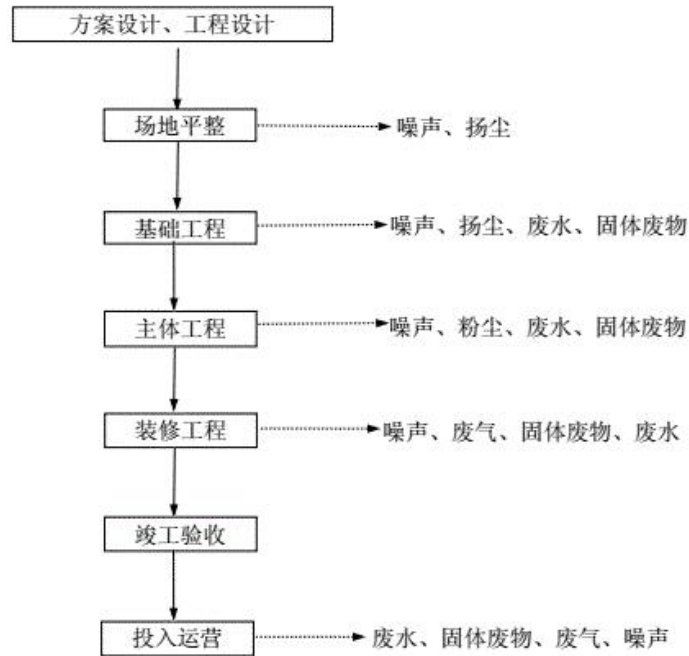 方案设计、工程设计
场地平整
噪声、扬尘
基础工程
噪声、扬尘、废水、固体废物
主体工程
噪声、粉尘、废水、固体废物
装修工程
噪声、废气、固体废物、废水
竣工验收
投入运营
废水、固体废物、废气、噪声